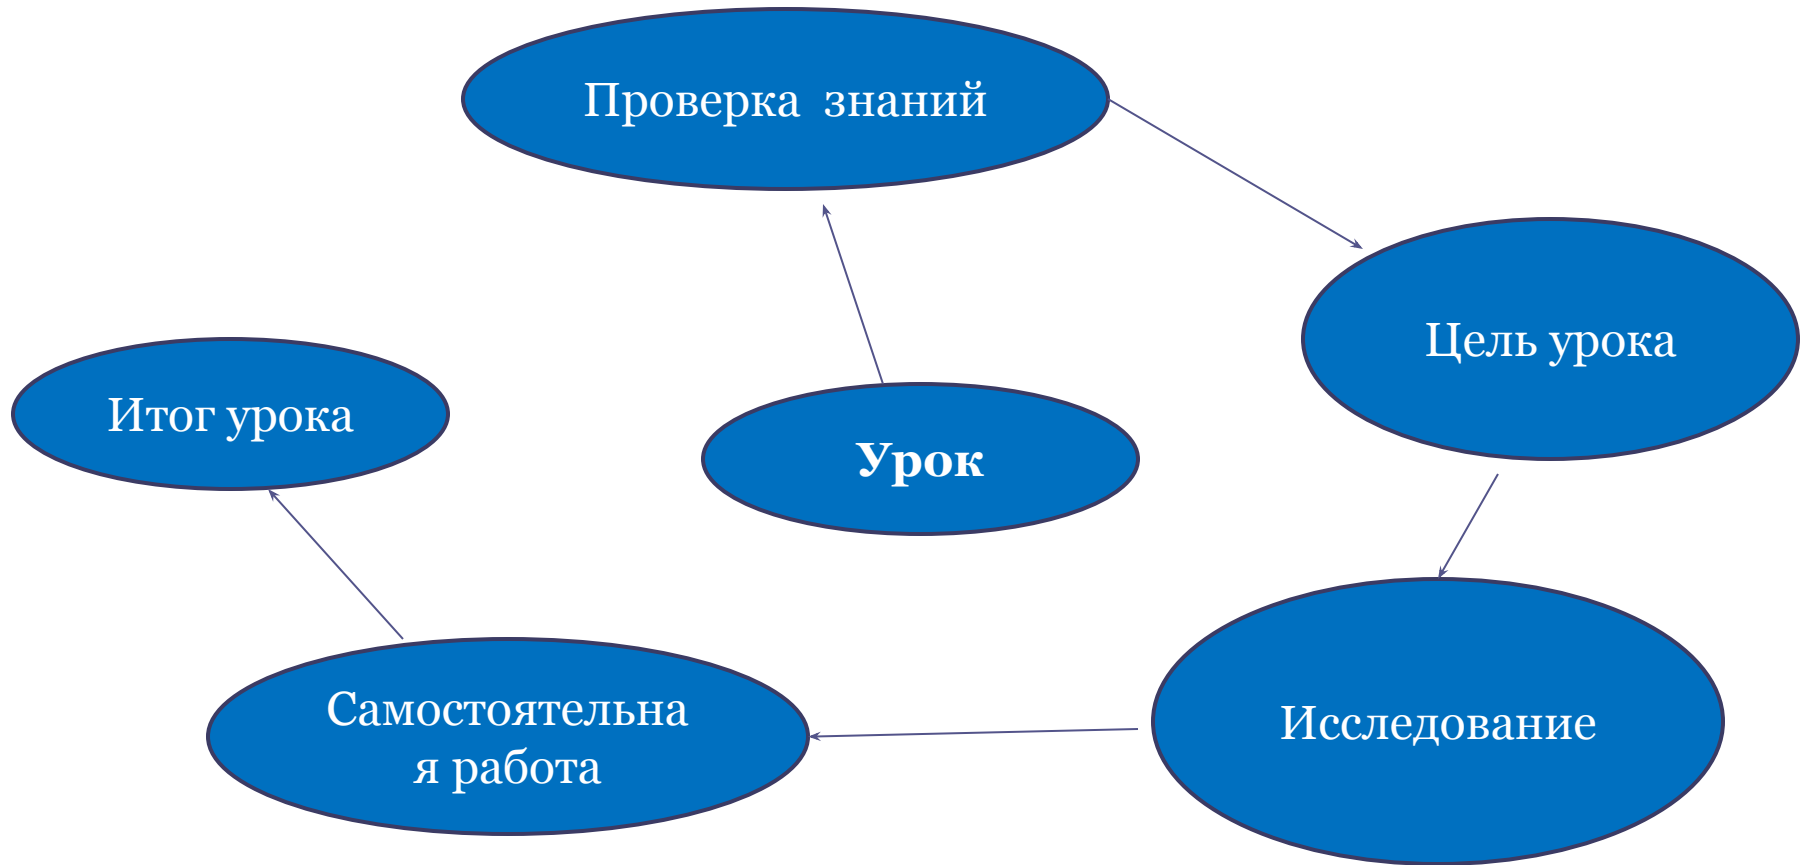 Проверка знаний
Цель урока
Итог урока
Урок
Самостоятельна
я работа
Исследование